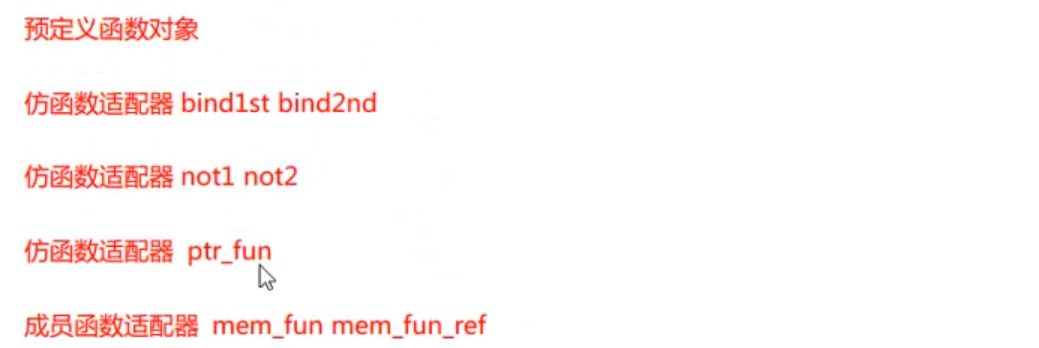 预定义函数对象
仿函数适配器 bind1st bind2nd
仿函数适配器 not1 not2
仿函数适配器 ptr_fun
成员函数适配器 mem_fun mem_fun_ref